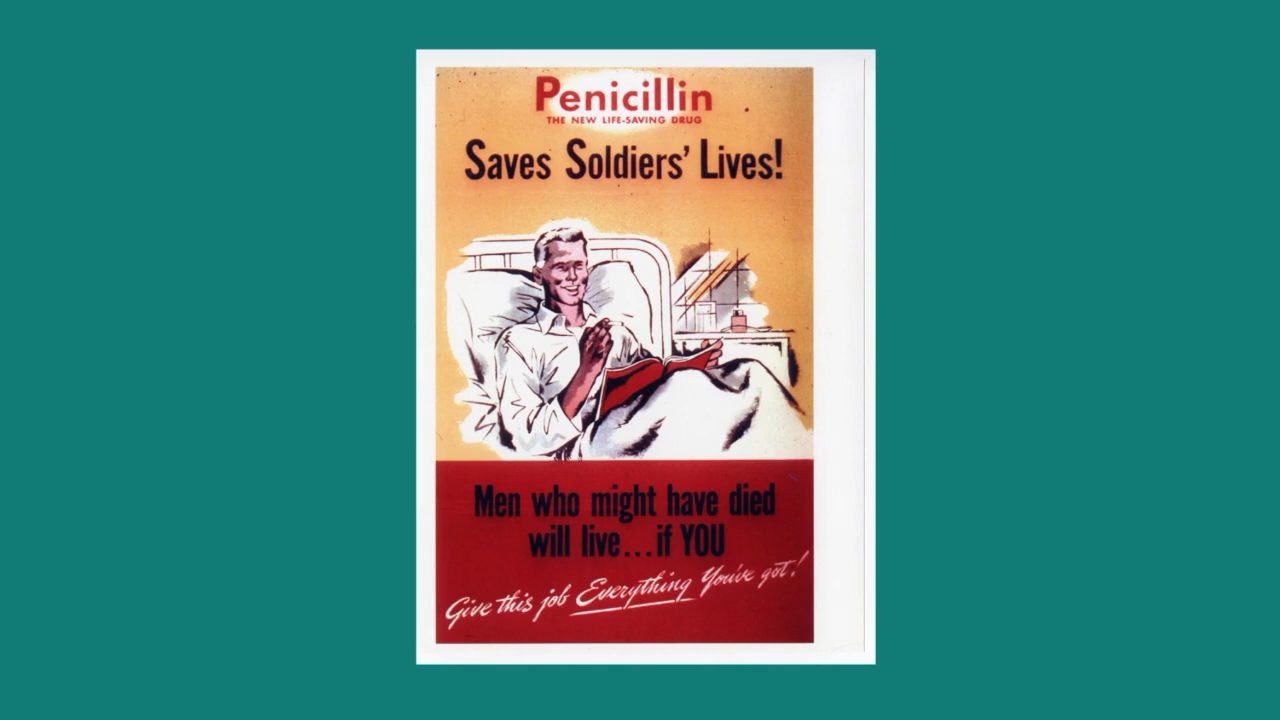 Penicillin
THE NEW LIFE-SAVING DRUG
Saves Soldiers' Lives!
Men who might have died
will live...if YOU
Give this job Everything You've got!